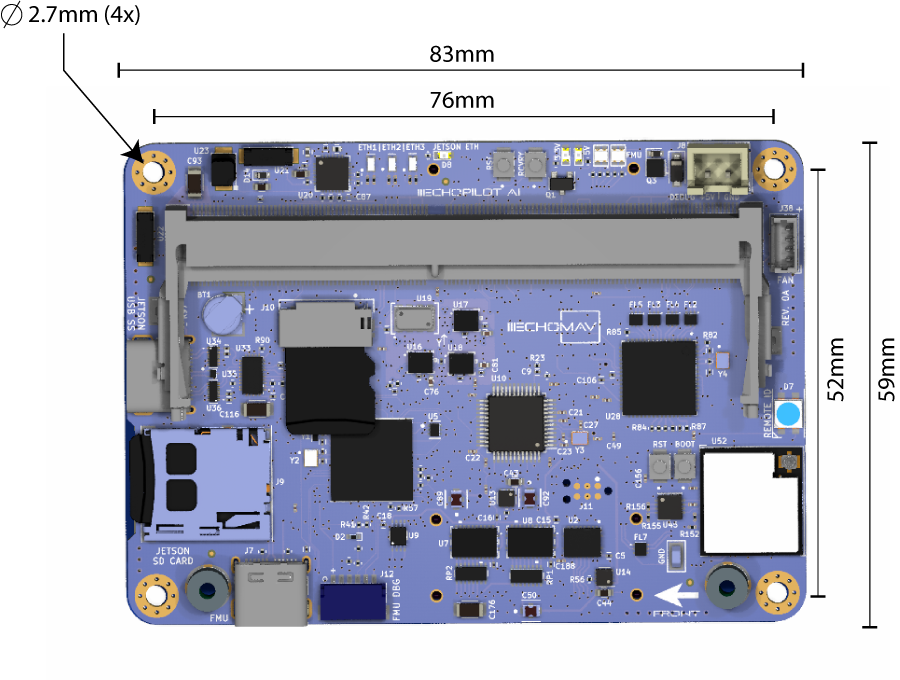 2.7mm (4x)
83mm
76mm
52mm
59mm
U23
C93
U21
U20
C87
ETH1|ETH2|ETH3
JETSON ETH
D8
ECHOPILOT AI
Q1
FMU
Q3
J8
U22
J38
+
FAN
REV 0A
JETSON
USB SS
BT1
+
J10
U19
U17
U16
U18
C76
C81
ECHOMAV
FL5 FL3 FL4 FL2
R85
R82
Y4
D7
REMOTE ID
U34
U33
R90
U35
U36
C116
R23
C9
U10
C106
U28
C21
C27
C23
Y3
C49
R84
R87
U5
C22
Y2
J9
RST
BOOT
U52
C156
C43
C89
U13
C92
J11
R156
R155
U45
R152
R57
R42
C18
R41
D2
U9
C16
U8
C15
U2
U7
FL7
GND
C5
C186
RP2
RP1
R56
U14
C44
C176
C50
JETSON
SD CARD
J7
FMU
J12
FMU DBG
FRONT